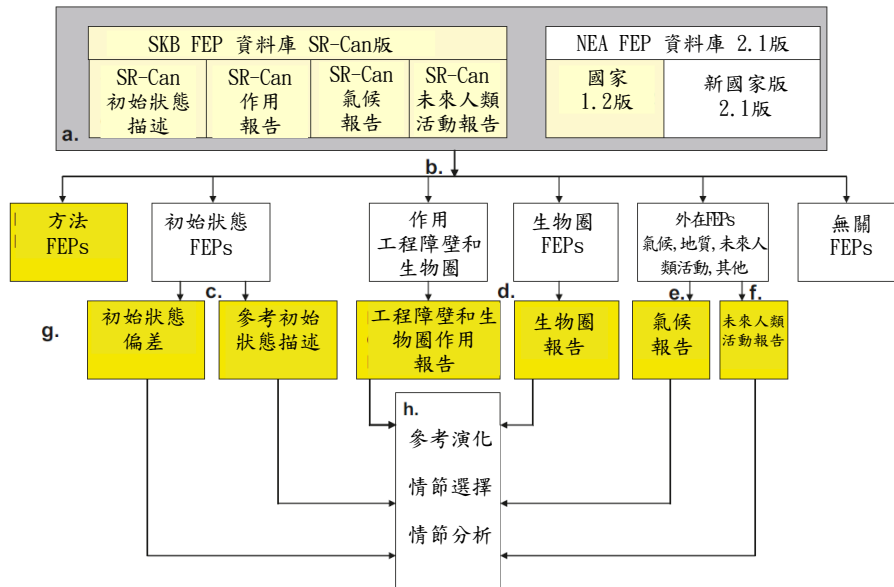 SKB FEP 資料庫 SR-Can版
SR-Can
初始狀態
描述
SR-Can
作用
報告
SR-Can
氣候
報告
SR-Can
未來人類
活動報告
a.
NEA FEP 資料庫 2.1版
國家
1.2版
新國家版
2.1版
b.
方法
FEPs
初始狀態
FEPs
作用
工程障壁和
生物圈
生物圈
FEPs
外在FEPs
氣候,地質,未來人
類活動,其他
無關
FEPs
c.
d.
e.
f.
g.
初始狀態
偏差
參考初始
狀態描述
工程障壁和生
物圈作用
報告
生物圈
報告
氣候
報告
未來人類
活動報告
h.
參考演化
情節選擇
情節分析